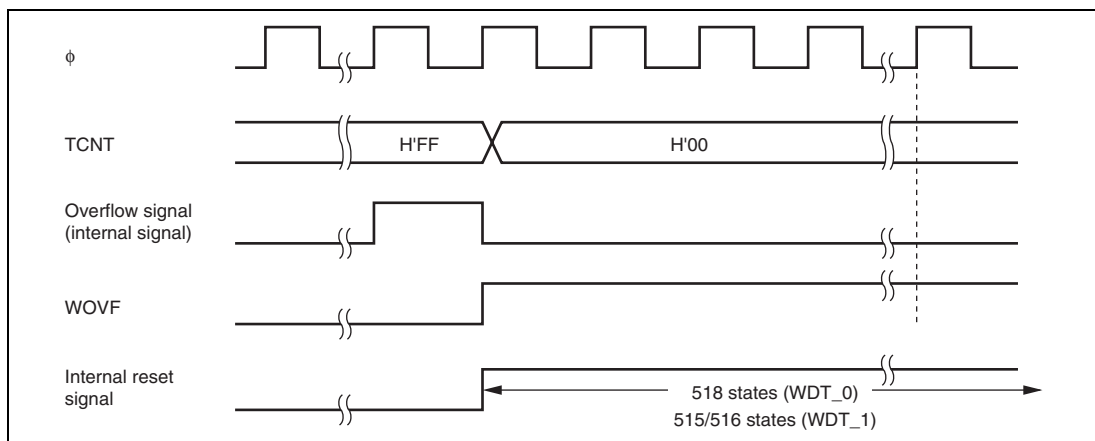 ϕ
TCNT
H'FF
H'00
Overflow signal
(internal signal)
WOVF
Internal reset
signal
518 states (WDT_0)
515/516 states (WDT_1)